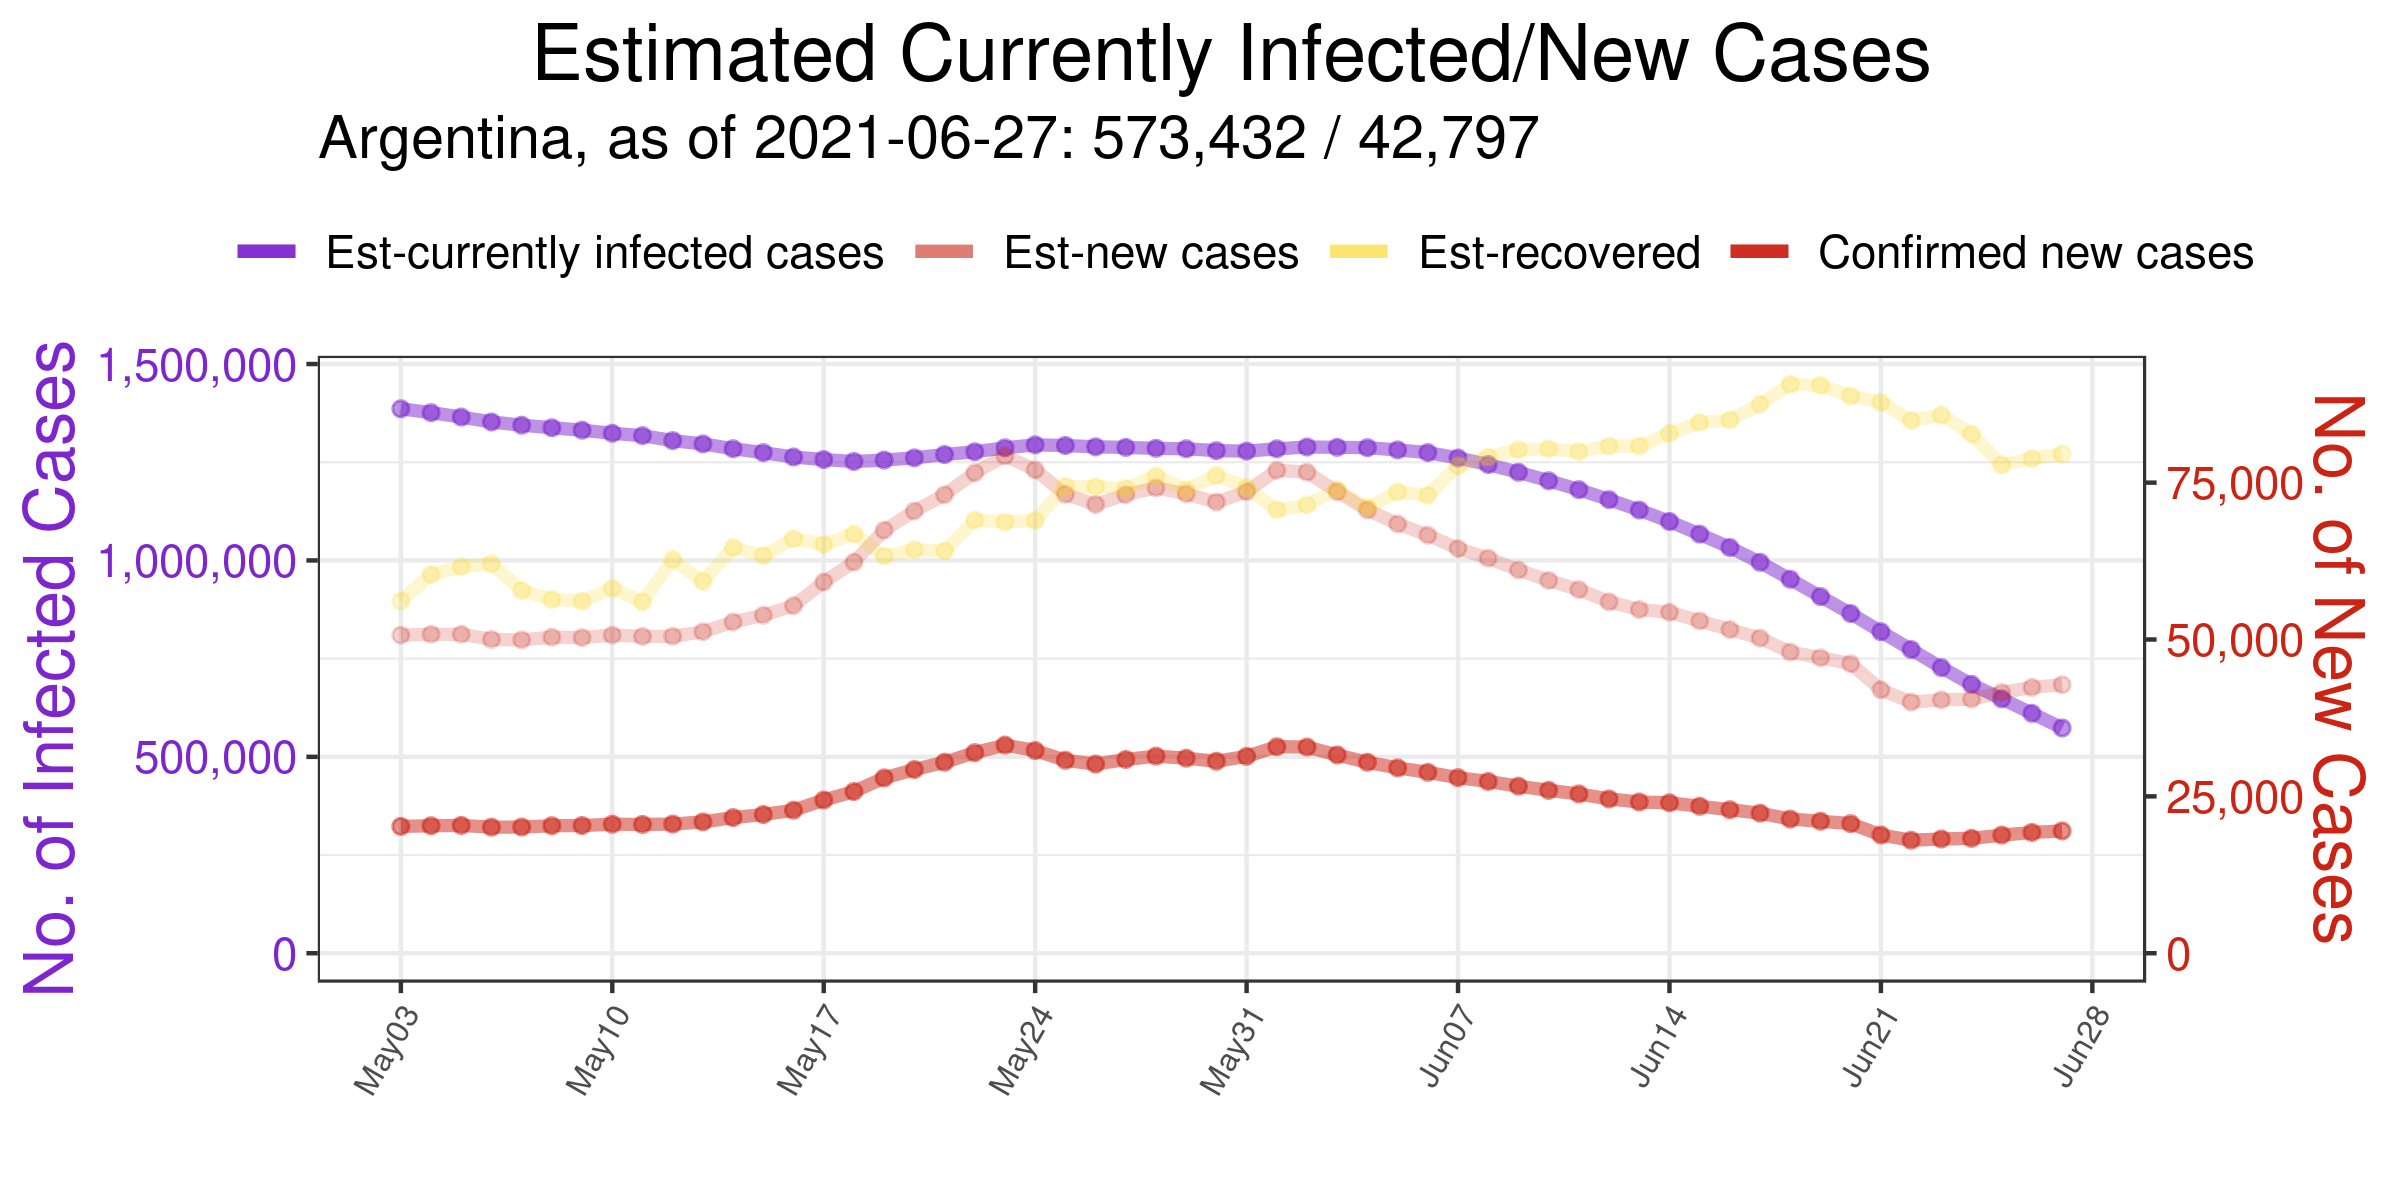 Estimated Currently Infected/New Cases
Argentina, as of 2021-06-27: 573,432 / 42,797
Est-currently infected cases Est-new cases Est-recovered Confirmed new cases
No. of Infected Cases
1,500,000
1,000,000
500,000
0
75,000
50,000
25,000
0
No. of New Cases
May03 May10 May17 May24 May31 Jun07 Jun14 Jun21 Jun28